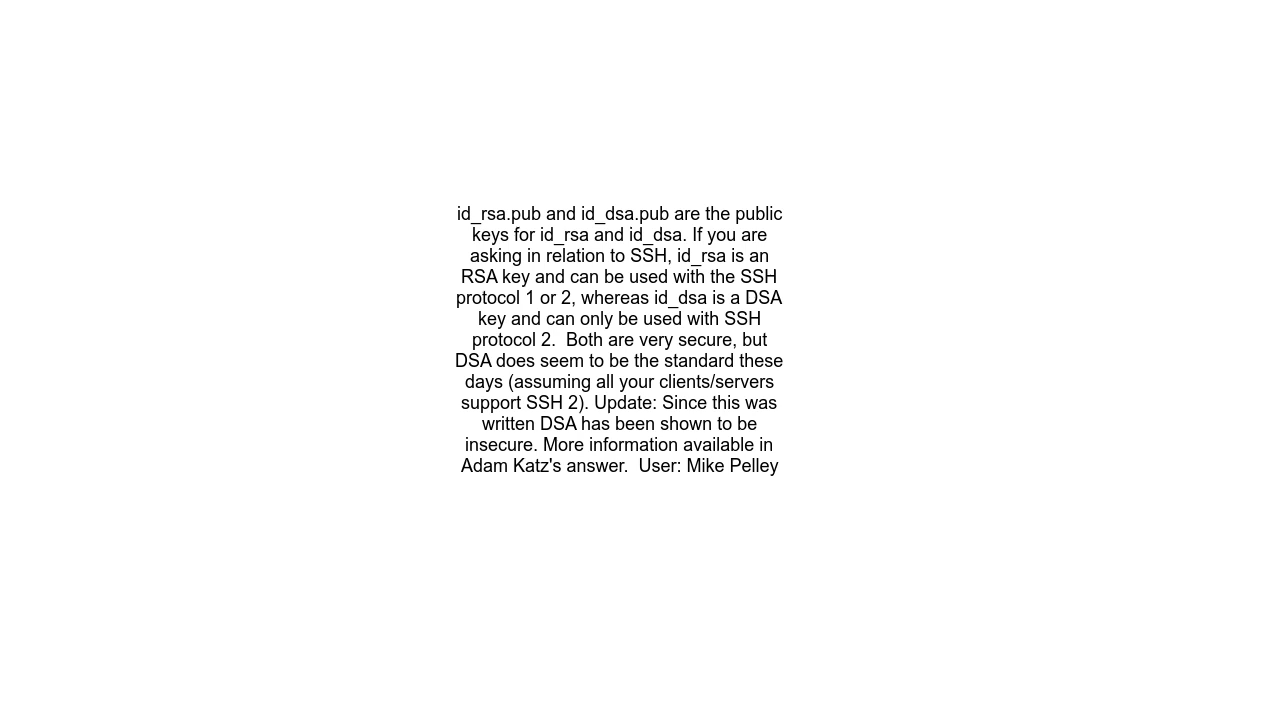 id_rsa.pub and id_dsa.pub are the public
keys for id_rsa and id_dsa. If you are
asking in relation to SSH, id_rsa is an
RSA key and can be used with the SSH
protocol 1 or 2, whereas id_dsa is a DSA
key and can only be used with SSH
protocol 2.  Both are very secure, but
DSA does seem to be the standard these
days (assuming all your clients/servers
support SSH 2). Update: Since this was
written DSA has been shown to be
insecure. More information available in
Adam Katz's answer.  User: Mike Pelley